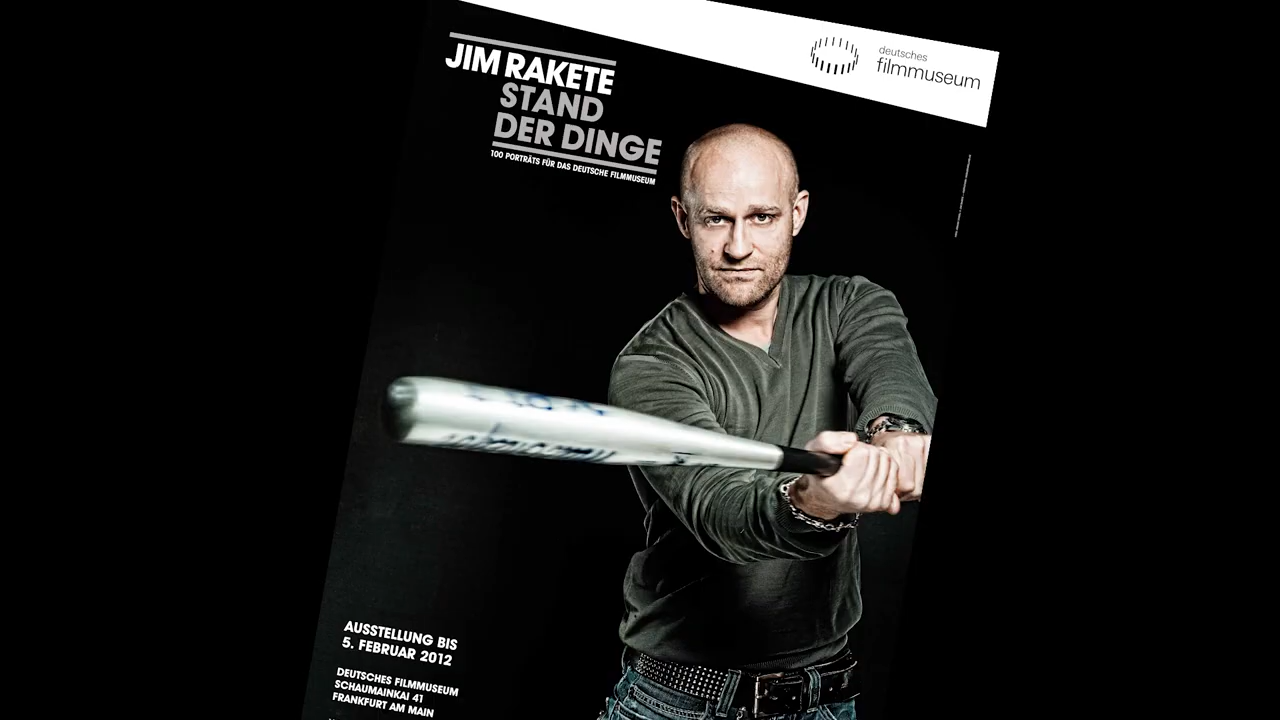 JIM RAKETE
STAND
DER DINGE
100 PORTRÄTS FÜR DAS DEUTSCHE FILMMUSEUM
deutsches
filmmuseum
AUSSTELLUNG BIS
5. FEBRUAR 2012
DEUTSCHES FILMMUSEUM
SCHAUMAINKAI 41
FRANKFURT AM MAIN